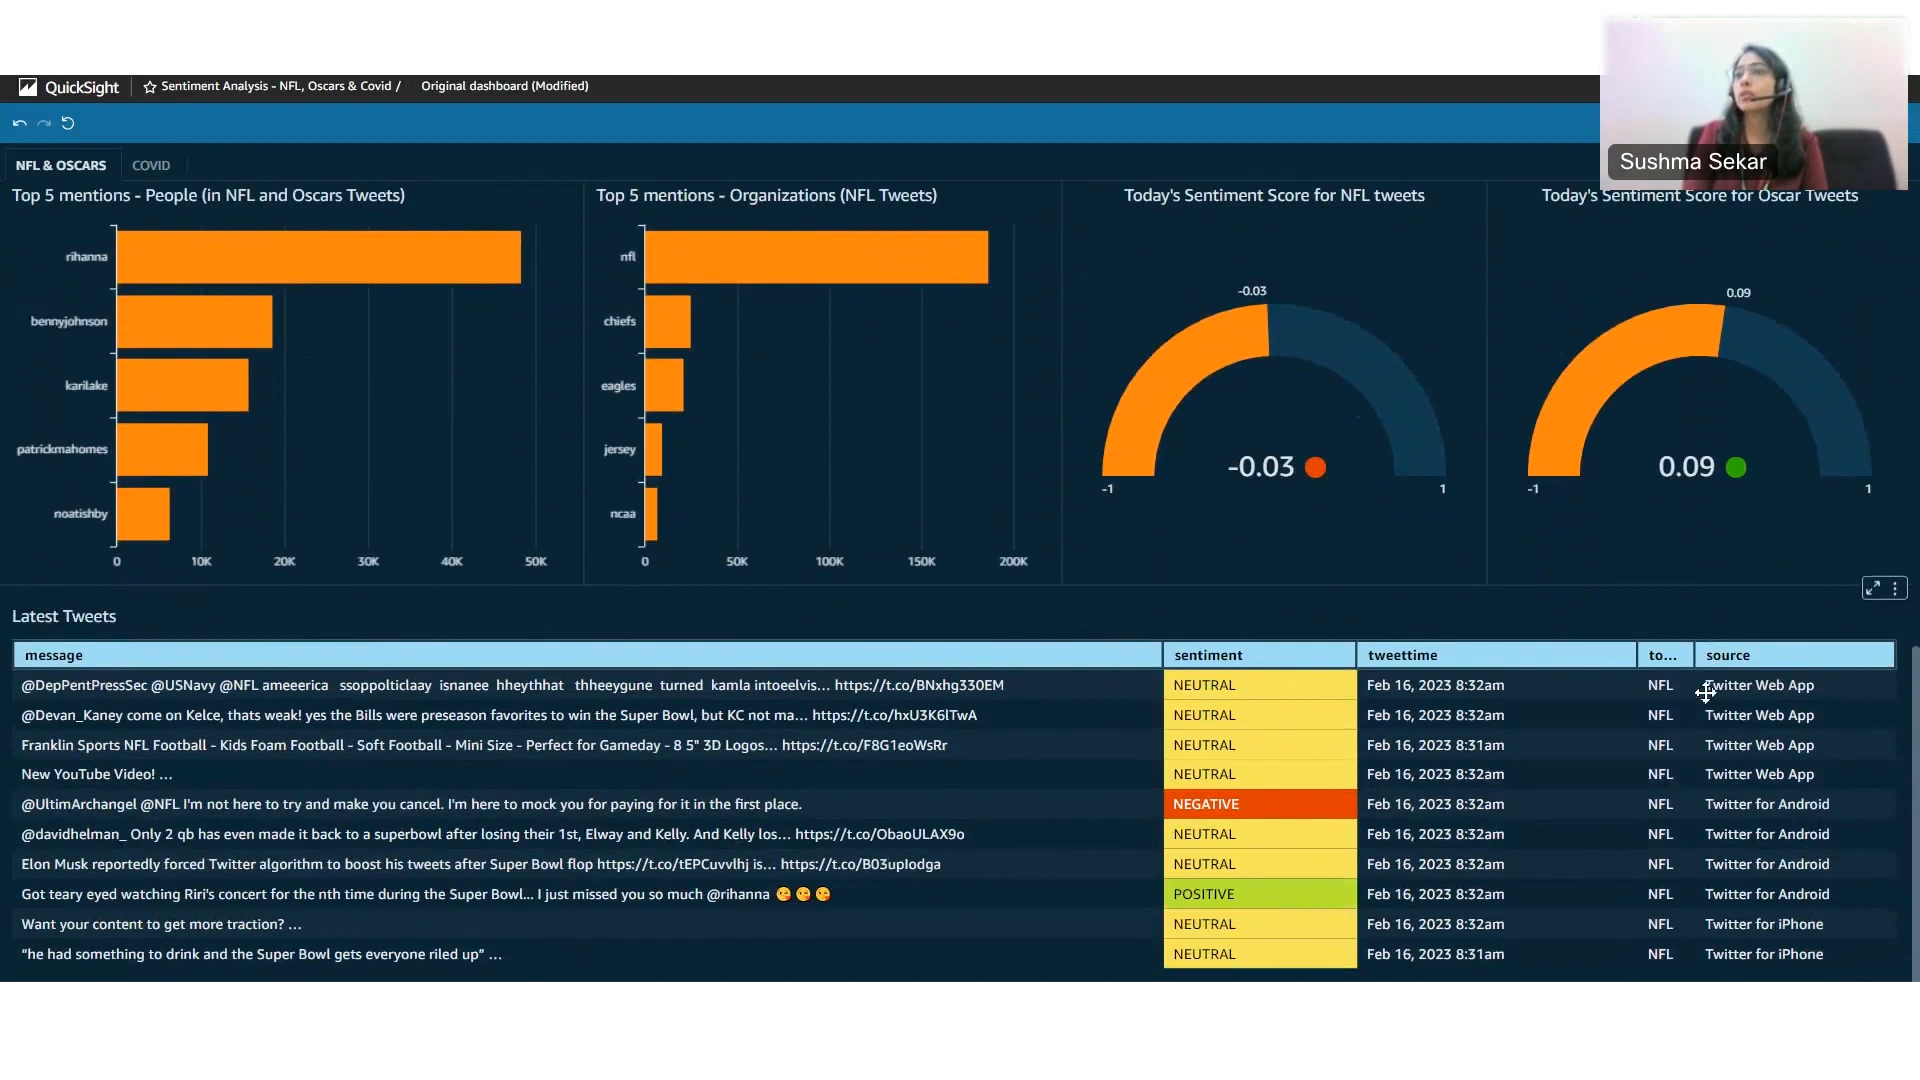 QuickSight
Sentiment Analysis - NFL, Oscars & Covid /
Original dashboard (Modified)
Sushma Sekar
NFL & OSCARS
COVID
Top 5 mentions - People (in NFL and Oscars Tweets)
rihanna
bennyjohnson
karilake
patrickmahomes
noatishby
0 10K 20K 30K 40K 50K
Top 5 mentions - Organizations (NFL Tweets)
nfl
chiefs
eagles
jersey
ncaa
0 50K 100K 150K 200K
Today's Sentiment Score for NFL tweets
-0.03
-0.03
-1 1
Today's Sentiment Score for Oscar Tweets
0.09
0.09
-1 1
Latest Tweets
message sentiment tweettime to... source
@DepPentPressSec @USNavy @NFL ameeerica ssoppolticlaay isnanee hheythhat thheeygune turned kamla intoeelvis... https://t.co/BNxhg330EM NEUTRAL Feb 16, 2023 8:32am NFL Twitter Web App
@Devan_Kaney come on Kelce, thats weak! yes the Bills were preseason favorites to win the Super Bowl, but KC not ma... https://t.co/hxU3K6lTwA NEUTRAL Feb 16, 2023 8:32am NFL Twitter Web App
Franklin Sports NFL Football - Kids Foam Football - Soft Football - Mini Size - Perfect for Gameday - 8 5" 3D Logos... https://t.co/F8G1eoWsRr NEUTRAL Feb 16, 2023 8:31am NFL Twitter Web App
New YouTube Video! ... NEUTRAL Feb 16, 2023 8:32am NFL Twitter Web App
@UltimArchangel @NFL I'm not here to try and make you cancel. I'm here to mock you for paying for it in the first place. NEGATIVE Feb 16, 2023 8:32am NFL Twitter for Android
@davidhelman_ Only 2 qb has even made it back to a superbowl after losing their 1st, Elway and Kelly. And Kelly los... https://t.co/ObaoULAX9o NEUTRAL Feb 16, 2023 8:32am NFL Twitter for Android
Elon Musk reportedly forced Twitter algorithm to boost his tweets after Super Bowl flop https://t.co/tEPCuvvlhj is... https://t.co/B03upIodga NEUTRAL Feb 16, 2023 8:32am NFL Twitter for Android
Got teary eyed watching Riri's concert for the nth time during the Super Bowl... I just missed you so much @rihanna 😘😘😘 POSITIVE Feb 16, 2023 8:32am NFL Twitter for Android
Want your content to get more traction? ... NEUTRAL Feb 16, 2023 8:32am NFL Twitter for iPhone
“he had something to drink and the Super Bowl gets everyone riled up” ... NEUTRAL Feb 16, 2023 8:31am NFL Twitter for iPhone